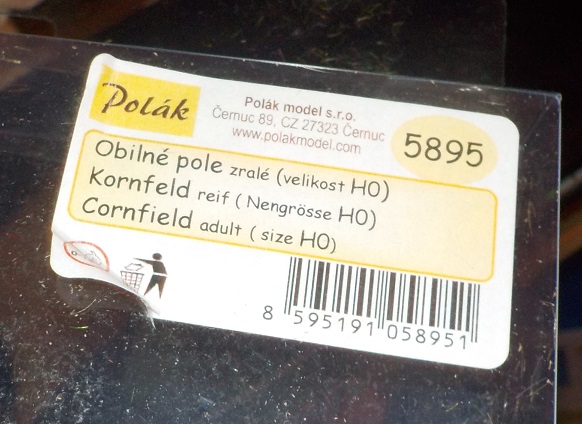 Polák
Polák model s.r.o.
Černuc 89, CZ 27323 Černuc
www.polakmodel.com
5895
Obilné pole zralé (velikost H0)
Kornfeld reif ( Nengrösse H0)
Cornfield adult ( size H0)
8 595191 058951